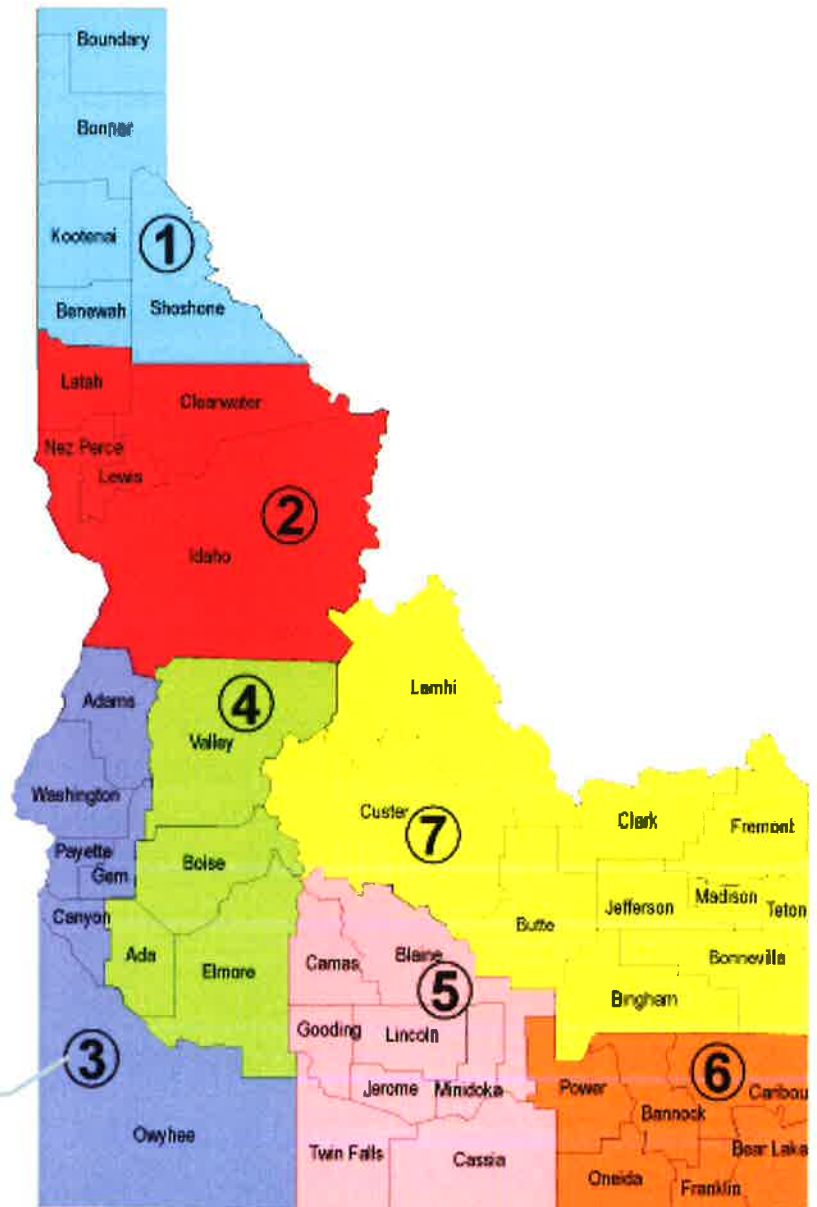 Boundary
Bonner
Kootenai
1
Benewah
Shoshone
Latah
Clearwater
Nez Perce
Lewis
2
Idaho
Lemhi
Adams
4
Valley
Washington
Custer
7
Clark
Fremont
Payette
Gem
Boise
Canyon
Jefferson
Madison
Teton
Butte
Ada
Elmore
Camas
Blaine
5
Bonneville
Bingham
Gooding
Lincoln
3
6
Jerome
Minidoka
Power
Caribou
Bannock
Owyhee
Twin Falls
Cassia
Bear Lake
Oneida
Franklin